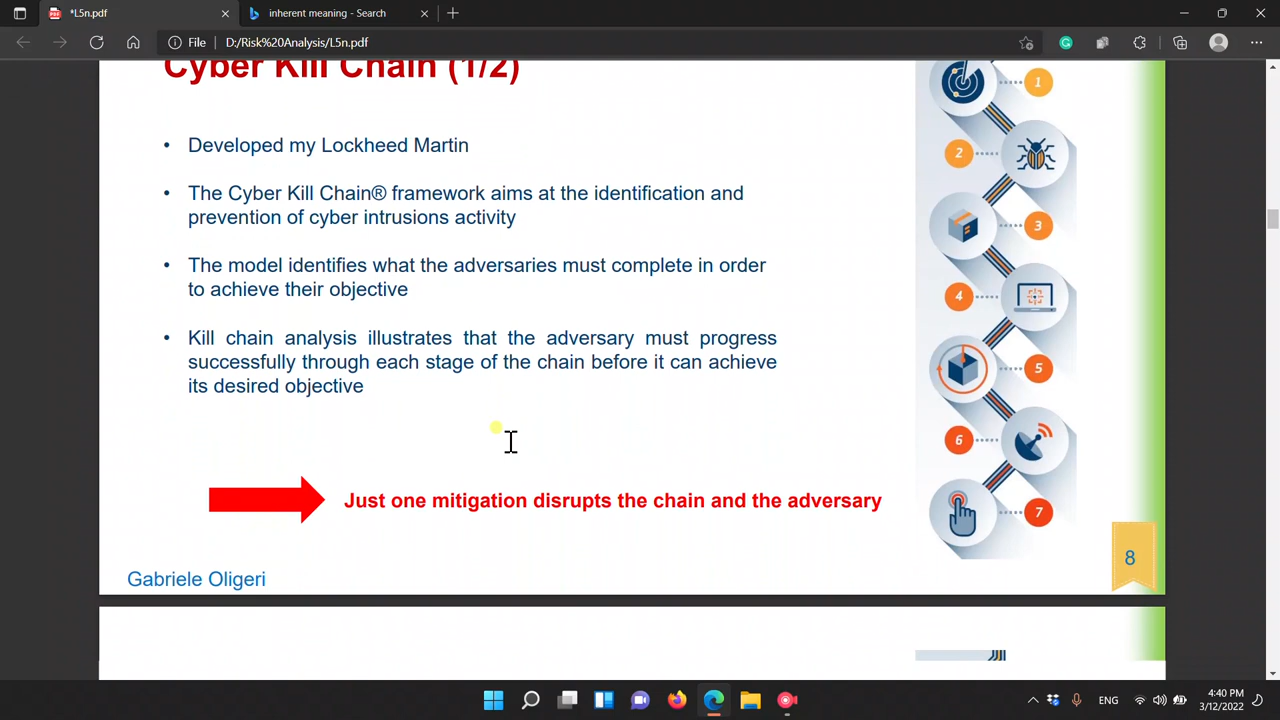 *L5n.pdf
inherent meaning - Search
File
D:/Risk%20Analysis/L5n.pdf
Cyber Kill Chain (1/2)
• Developed my Lockheed Martin
• The Cyber Kill Chain® framework aims at the identification and
prevention of cyber intrusions activity
• The model identifies what the adversaries must complete in order
to achieve their objective
• Kill chain analysis illustrates that the adversary must progress
successfully through each stage of the chain before it can achieve
its desired objective
Just one mitigation disrupts the chain and the adversary
1
2
3
4
5
6
7
8
Gabriele Oligeri
ENG
4:40 PM
3/12/2022